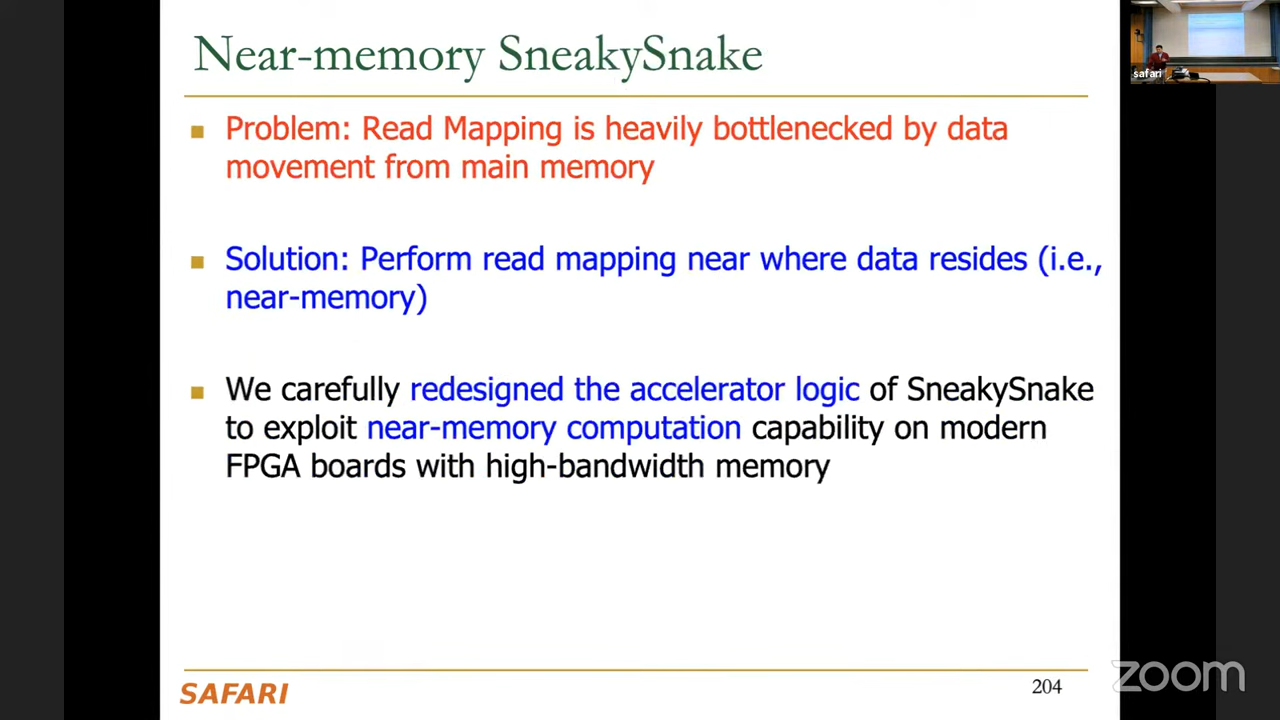 Near-memory SneakySnake
safari
Problem: Read Mapping is heavily bottlenecked by data
movement from main memory
Solution: Perform read mapping near where data resides (i.e.,
near-memory)
We carefully redesigned the accelerator logic of SneakySnake
to exploit near-memory computation capability on modern
FPGA boards with high-bandwidth memory
SAFARI
204
zoom